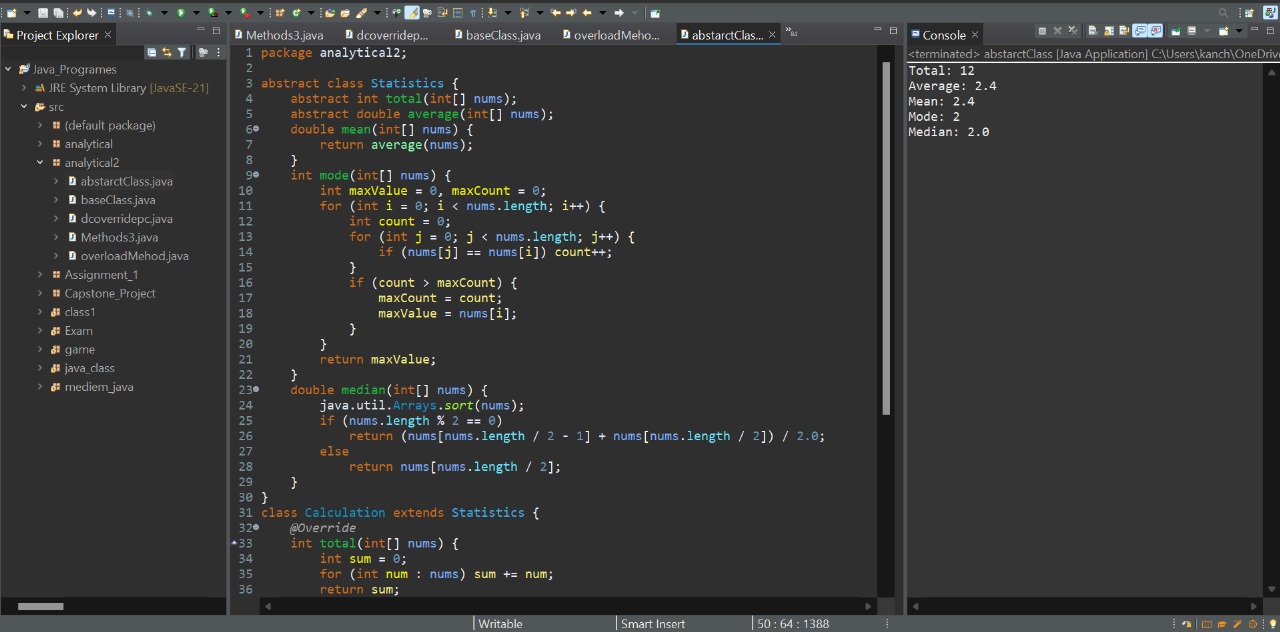 Project Explorer
Java_Programes
JRE System Library [JavaSE-21]
src
(default package)
analytical
analytical2
abstarctClass.java
baseClass.java
dcoverridepc.java
Methods3.java
overloadMehod.java
Assignment_1
Capstone_Project
class1
Exam
game
java_class
mediem_java
Methods3.java
dcoverridep...
baseClass.java
overloadMeho...
abstarctClas...
1 package analytical2;
2
3 abstract class Statistics {
4     abstract int total(int[] nums);
5     abstract double average(int[] nums);
6     double mean(int[] nums) {
7         return average(nums);
8     }
9     int mode(int[] nums) {
10         int maxValue = 0, maxCount = 0;
11         for (int i = 0; i < nums.length; i++) {
12             int count = 0;
13             for (int j = 0; j < nums.length; j++) {
14                 if (nums[j] == nums[i]) count++;
15             }
16             if (count > maxCount) {
17                 maxCount = count;
18                 maxValue = nums[i];
19             }
20         }
21         return maxValue;
22     }
23     double median(int[] nums) {
24         java.util.Arrays.sort(nums);
25         if (nums.length % 2 == 0)
26             return (nums[nums.length / 2 - 1] + nums[nums.length / 2]) / 2.0;
27         else
28             return nums[nums.length / 2];
29     }
30 }
31 class Calculation extends Statistics {
32     @Override
33     int total(int[] nums) {
34         int sum = 0;
35         for (int num : nums) sum += num;
36         return sum;
Console
<terminated> abstarctClass [Java Application] C:\Users\kanch\OneDrive
Total: 12
Average: 2.4
Mean: 2.4
Mode: 2
Median: 2.0
Writable
Smart Insert
50 : 64 : 1388